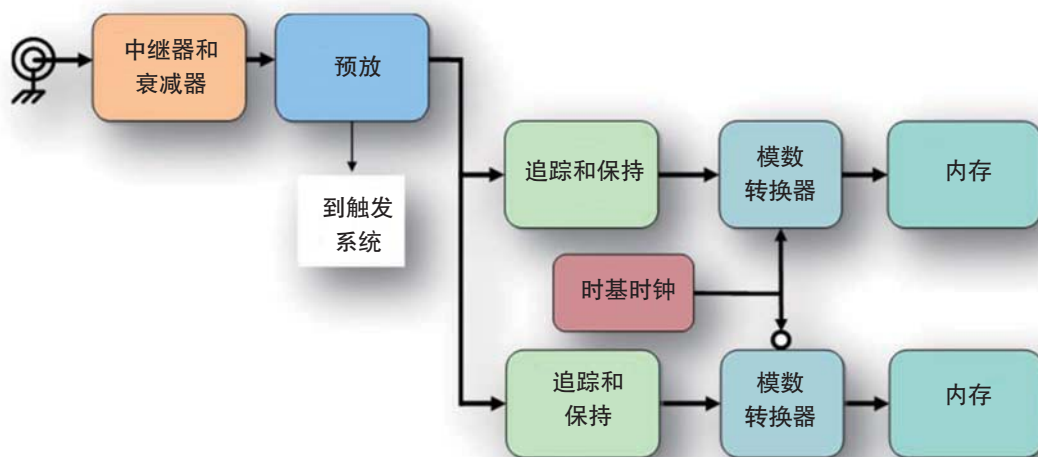 中继器和
衰减器
预放
到触发
系统
追踪和保持
模数
转换器
内存
时基时钟
追踪和
保持
模数
转换器
内存